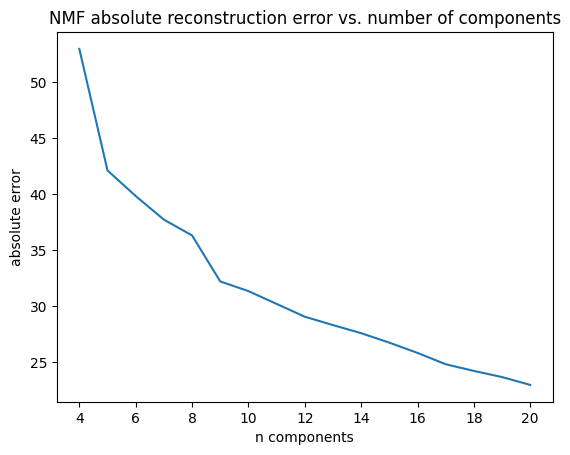 NMF absolute reconstruction error vs. number of components
50
45
40
35
30
25
absolute error
4 6 8 10 12 14 16 18 20
n components